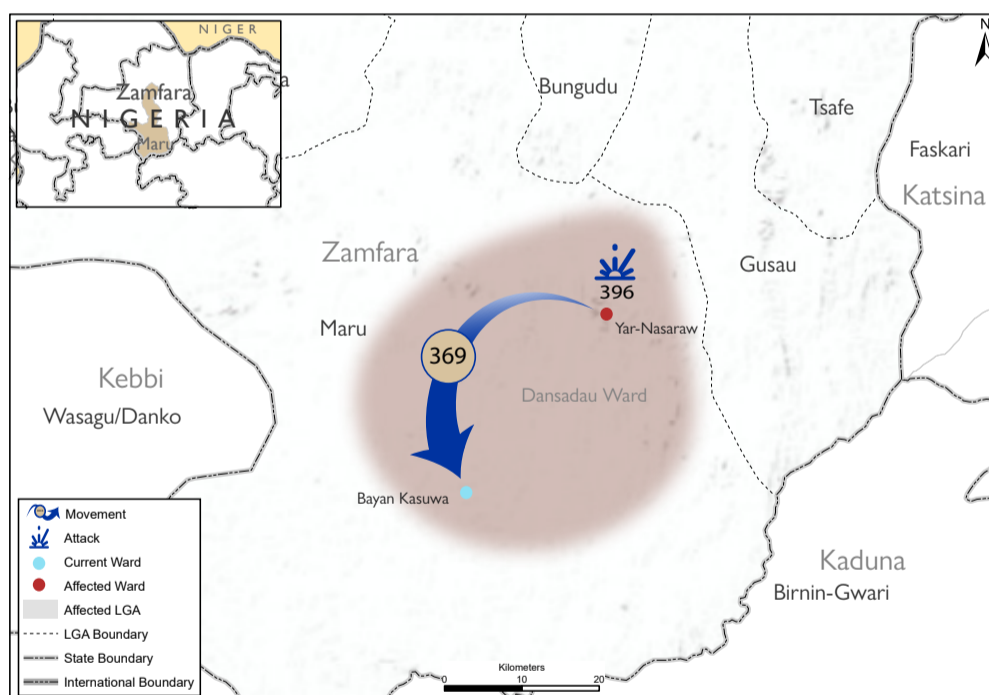 NIGER
Zamfara
NIGERIA
Maru
N
Bungudu
Tsafe
Faskari
Katsina
Zamfara
Gusau
396
Yar-Nasaraw
Maru
369
Kebbi
Wasagu/Danko
Dansadau Ward
Bayan Kasuwa
Kaduna
Birnin-Gwari
Movement
Attack
Current Ward
Affected Ward
Affected LGA
LGA Boundary
State Boundary
International Boundary
Kilometers
0 10 20